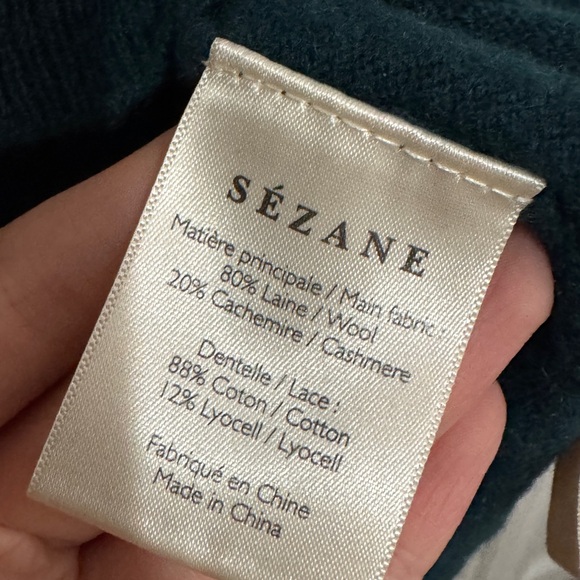 SÉZANE
Matière principale / Main fabric :
80% Laine / Wool
20% Cachemire / Cashmere
Dentelle / Lace :
88% Coton / Cotton
12% Lyocell / Lyocell
Fabriqué en Chine
Made in China